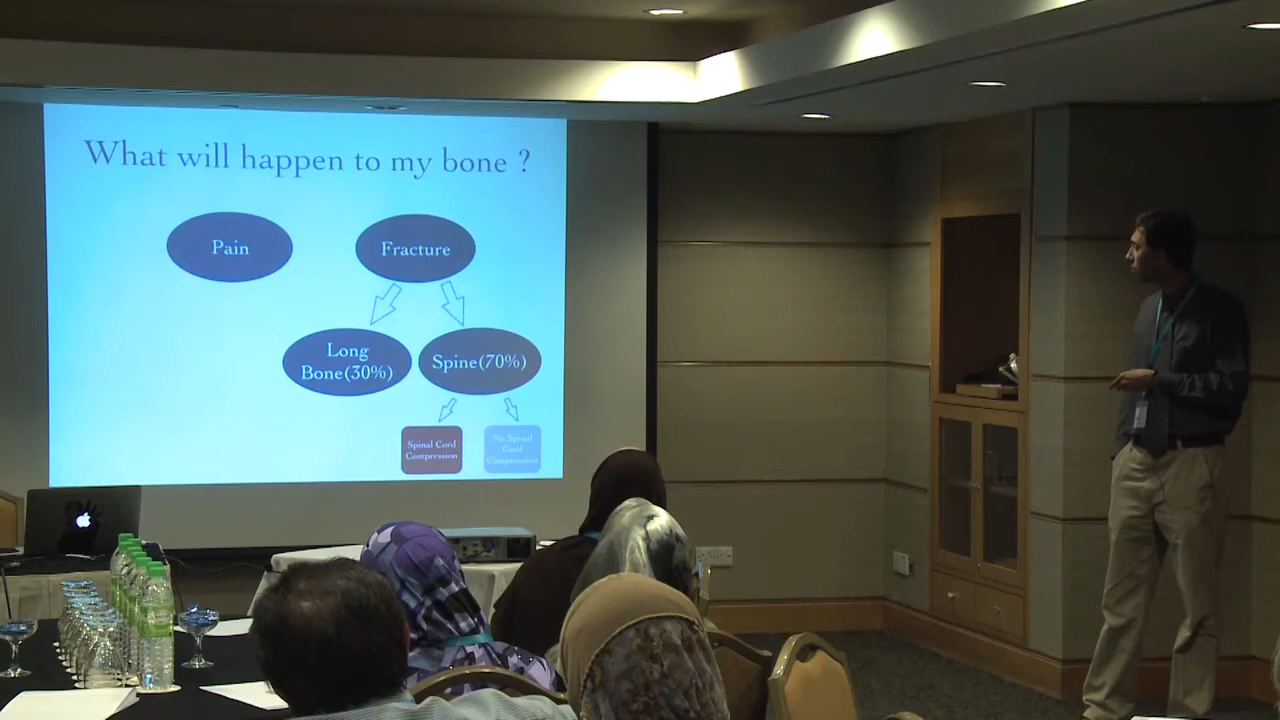 What will happen to my bone ?
Pain
Fracture
Long
Bone(30%)
Spine(70%)
Spinal Cord
Compression
No Spinal
Cord
Compression